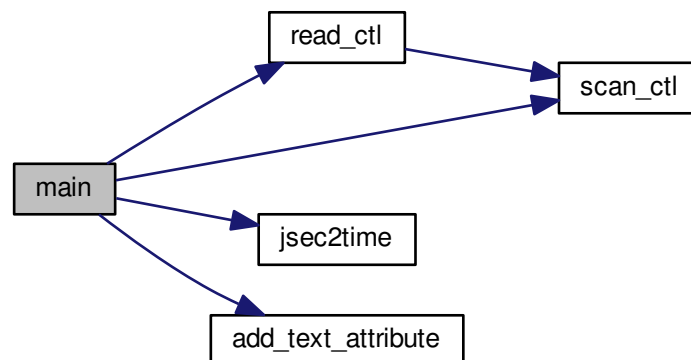 read_ctl
scan_ctl
main
jsec2time
add_text_attribute